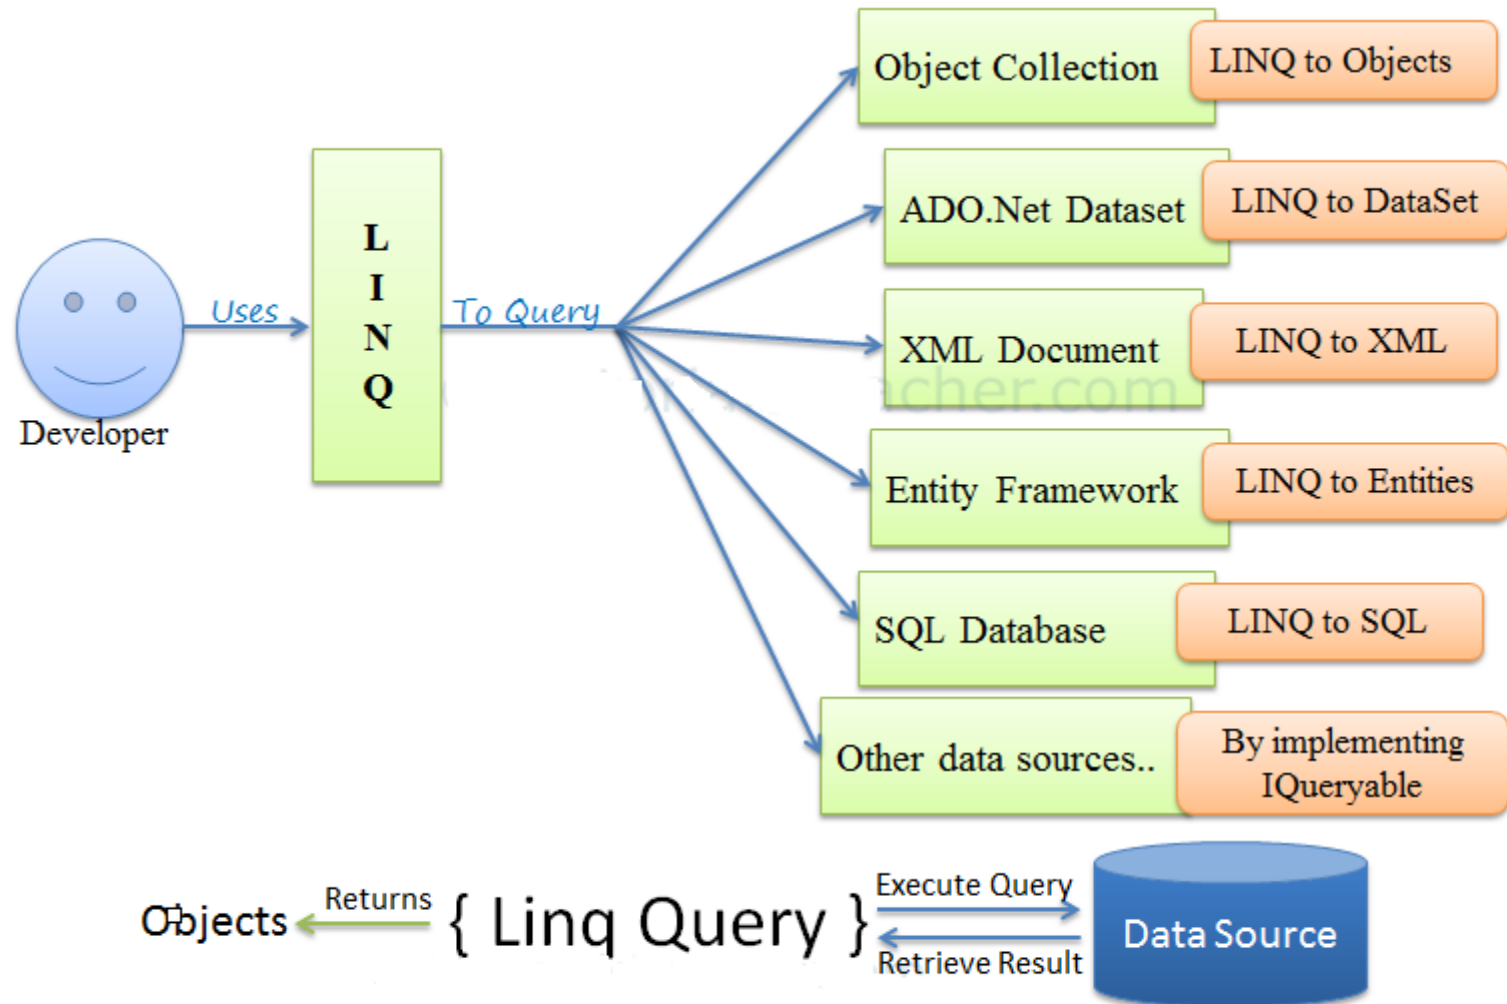 Object Collection
LINQ to Objects
ADO.Net Dataset
LINQ to DataSet
L
I
N
Q
Uses
To Query
XML Document
LINQ to XML
Developer
Entity Framework
LINQ to Entities
SQL Database
LINQ to SQL
Other data sources..
By implementing
IQueryable
Objects
Returns
{ Linq Query }
Execute Query
Retrieve Result
Data Source